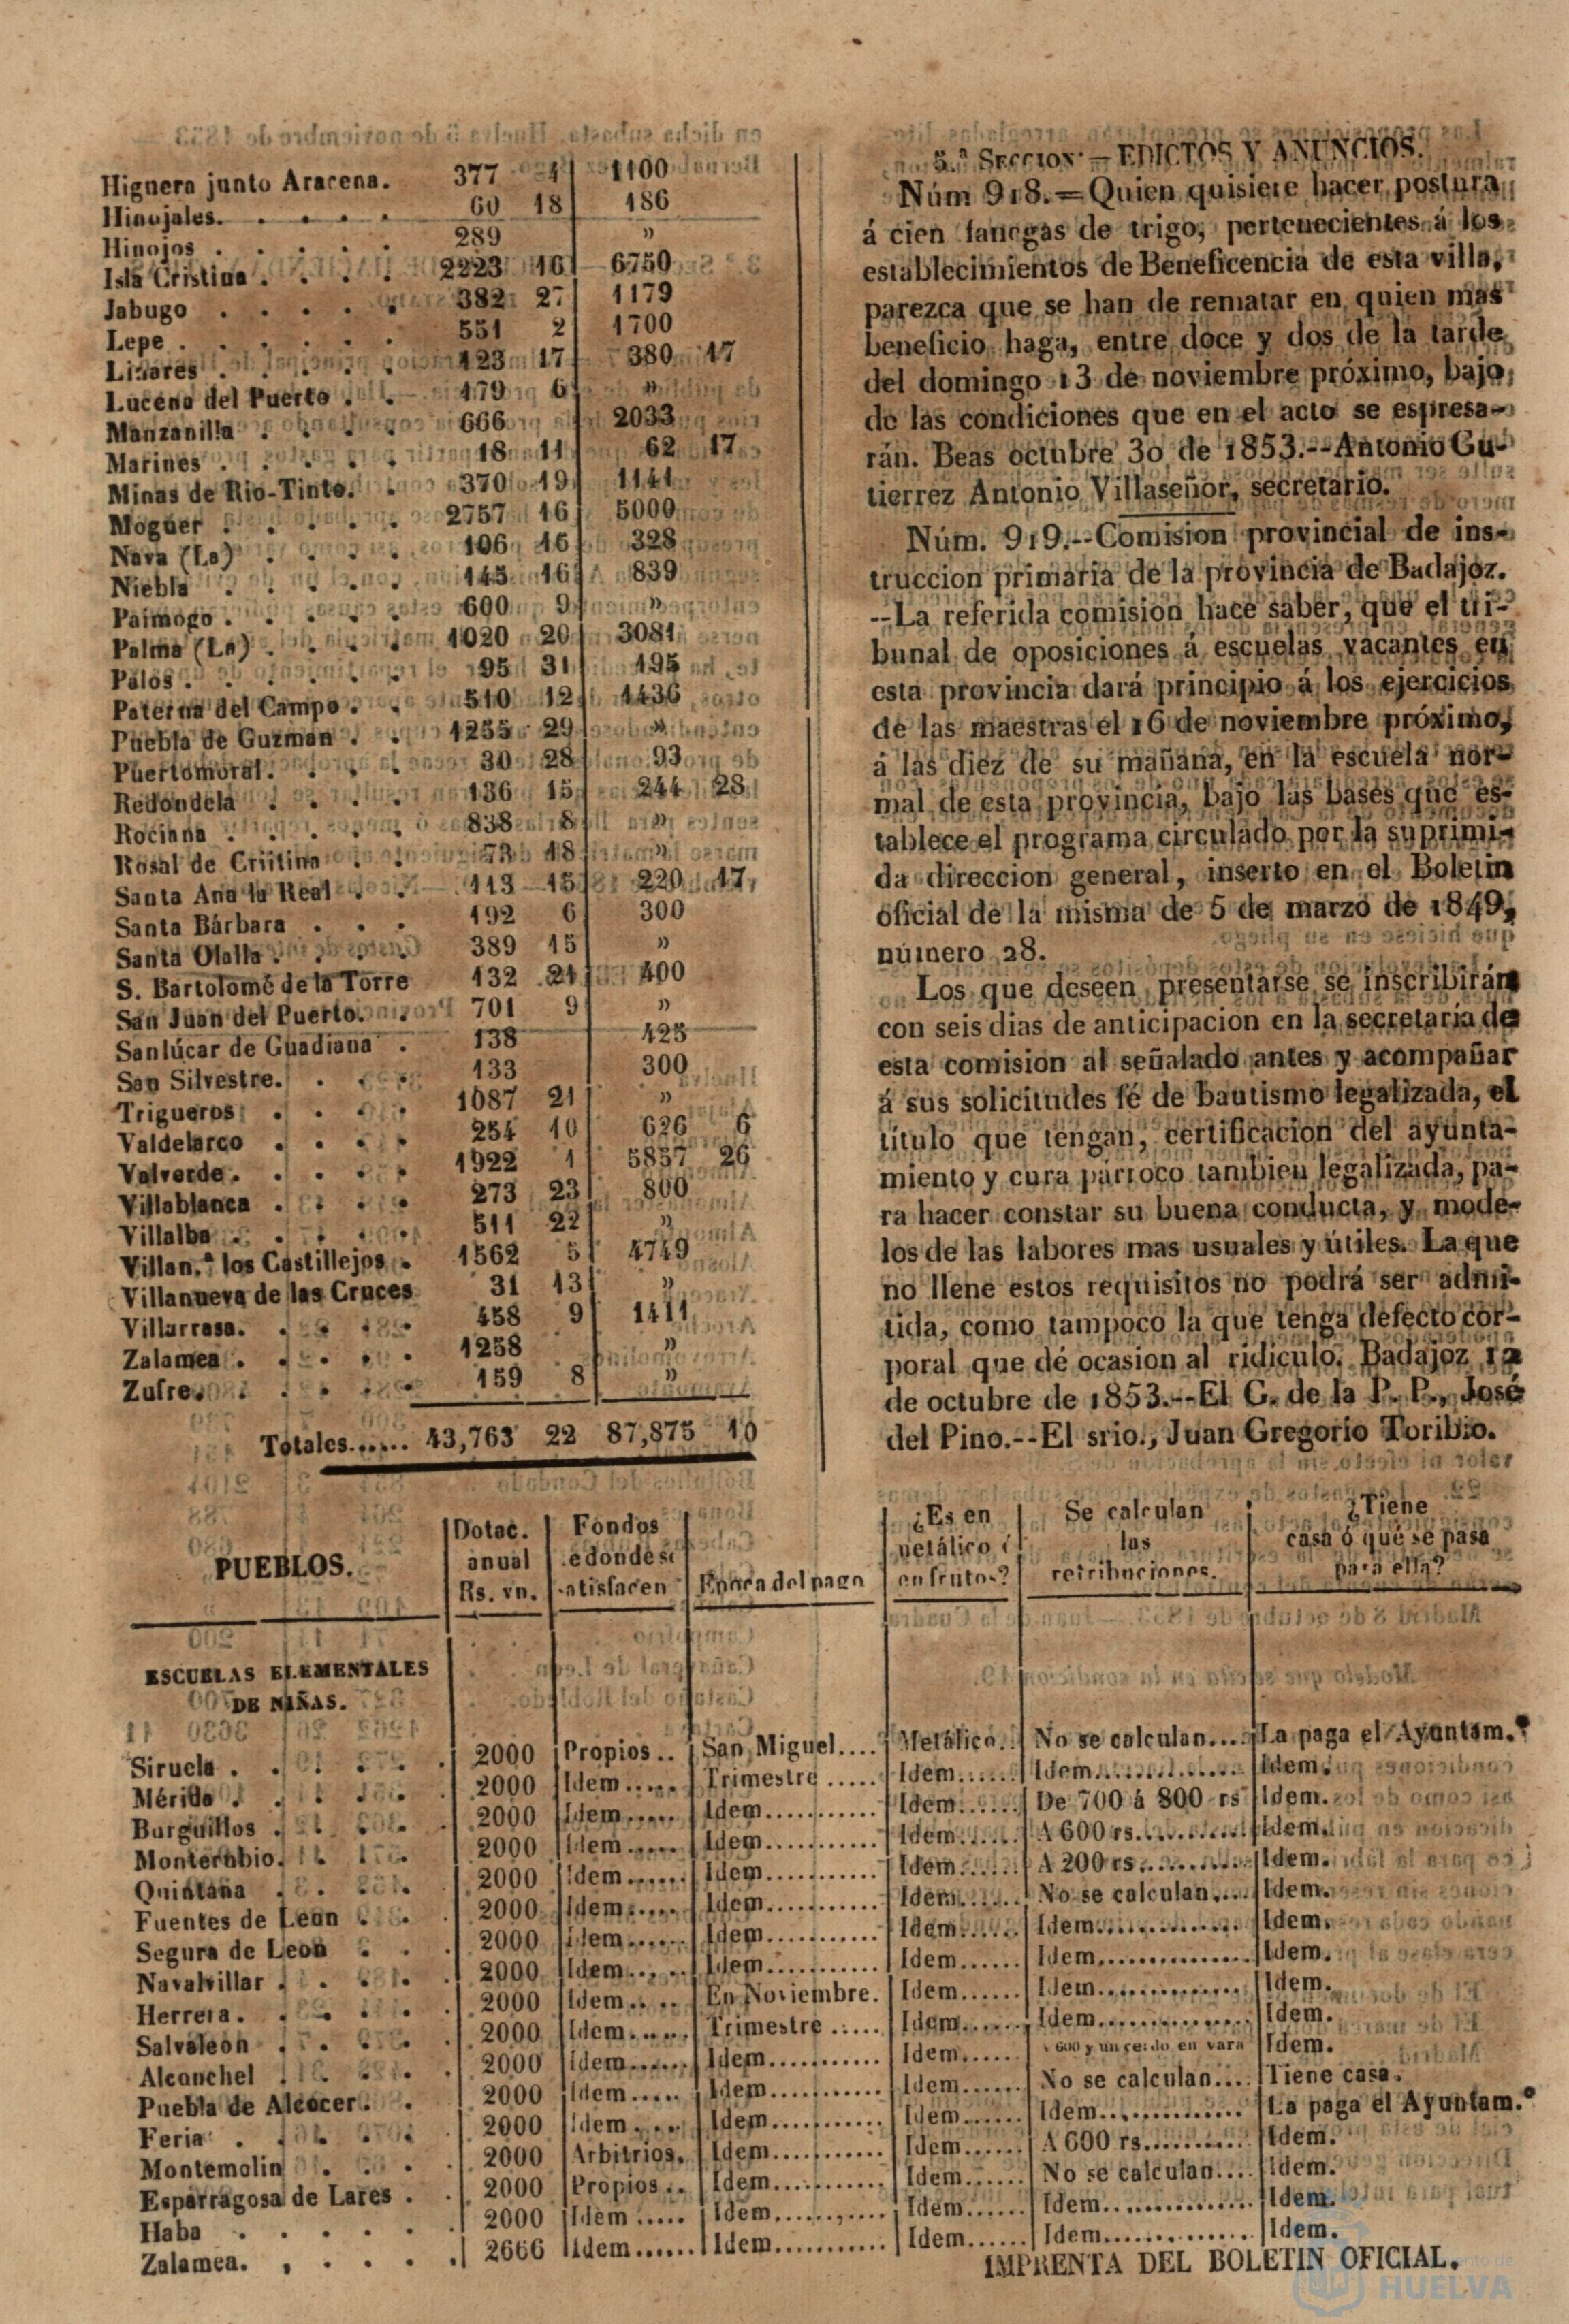 Higuera junto Aracena. 377 4 1100
Hinojales. . . . . 60 18 186
Hinojos . . . . . 289 »
Isla Cristina . . . . 2223 16 6750
Jabugo . . . . . 382 27 1179
Lepe . . . . . . 551 2 1700
Linares . . . . . 123 17 380 17
Lucena del Puerto . . 179 6 »
Manzanilla . . . . 666 2033
Marines . . . . . 18 11 62 17
Minas de Rio-Tinto. . 370 19 1141
Moguer . . . . . 2757 16 5000
Nava (La) . . . . 106 16 328
Niebla . . . . . 145 16 839
Paimogo . . . . . 600 9 »
Palma (La) . . . . 1020 20 3081
Palos . . . . . . 95 31 195
Paterna del Campo . . 510 12 1436
Puebla de Guzman . . 1255 29 »
Puertomoral. . . . 30 28 93
Redondela . . . . 136 15 244 28
Rociana . . . . . 838 8 »
Rosal de Criítina . . 73 18 »
Santa Ana la Real . . 113 15 220 17
Santa Bárbara . . . 192 6 300
Santa Olalla . . . . 389 15 »
S. Bartolomé de la Torre 132 21 400
San Juan del Puerto. . 701 9 »
Sanlúcar de Guadiana . 138 425
San Silvestre. . . . 133 300
Trigueros . . . . 1087 21 »
Valdelarco . . . . 254 10 626 6
Valverde. . . . . 1922 1 5857 26
Villablanca . . . . 273 23 800
Villalba . . . . . 511 22 »
Villan.ª los Castillejos . 1562 5 4749
Villanueva de las Cruces 31 13 »
Villarrasa. . . . . 458 9 1411
Zalamea . . . . . 1258 »
Zufre. . . . . . 159 8 »
Totales...... 43,763 22 87,875 10
5.ª SECCION.—EDICTOS Y ANUNCIOS.
Núm 918.=Quien quisiere hacer postura
á cien fanegas de trigo, pertenecientes á los
establecimientos de Beneficencia de esta villa,
parezca que se han de rematar en quien mas
beneficio haga, entre doce y dos de la tarde
del domingo 13 de noviembre próximo, bajo
de las condiciones que en el acto se espresa-
rán. Beas octubre 30 de 1853.--Antonio Gu-
tierrez Antonio Villaseñor, secretario.
Núm. 919.--Comision provincial de ins-
truccion primaria de la provincia de Badajoz.
--La referida comision hace saber, que el tri-
bunal de oposiciones á escuelas vacantes en
esta provincia dará principio á los ejercicios
de las maestras el 16 de noviembre próximo,
á las diez de su mañana, en la escuela nor-
mal de esta provincia, bajo las bases que es-
tablece el programa circulado por la suprimi-
da direccion general, inserto en el Boletin
oficial de la misma de 5 de marzo de 1849,
número 28.
Los que deseen presentarse se inscribirán
con seis dias de anticipacion en la secretaría de
esta comision al señalado antes y acompañar
á sus solicitudes fé de bautismo legalizada, el
título que tengan, certificacion del ayunta-
miento y cura párroco tambien legalizada, pa-
ra hacer constar su buena conducta, y mode-
los de las labores mas usuales y útiles. La que
no llene estos requisitos no podrá ser admi-
tida, como tampoco la que tenga defecto cor-
poral que dé ocasion al ridiculo. Badajoz 12
de octubre de 1853.--El G. de la P. P., José
del Pino.--El srio., Juan Gregorio Toribio.
PUEBLOS. Dotac. anual Rs. vn. Fondos edonde se atisfacen Epoca del pago ¿Es en metálico ó en frutos? Se calculan las retribuciones. ¿Tiene casa ó qué se pasa para ella?
ESCUELAS ELEMENTALES
DE NIÑAS.
Siruela . . . . . 2000 Propios.. San Miguel.... Metálico.. No se calculan.... La paga el Ayuntam.º
Mérida . . . . . 2000 Idem..... Trimestre ..... Idem...... Idem............... Idem.
Burguillos . . . . 2000 Idem..... Idem........... Idem...... De 700 á 800 rs Idem.
Monterrubio. . . . 2000 Idem..... Idem........... Idem...... A 600 rs.......... Idem.
Quintana . . . . 2000 Idem...... Idem........... Idem...... A 200 rs.......... Idem.
Fuentes de Leon . . 2000 Idem..... Idem........... Idem...... No se calculan.... Idem.
Segura de Leon . . . 2000 Idem...... Idem........... Idem...... Idem............... Idem.
Navalvillar . . . . 2000 Idem...... Idem........... Idem...... Idem............... Idem.
Herrera. . . . . 2000 Idem..... En Noviembre. Idem...... Idem............... Idem.
Salvaleon . . . . 2000 Idem...... Trimestre ..... Idem...... Idem............... Idem.
Alconchel . . . . 2000 Idem...... Idem........... Idem...... A 600 y un cerdo en vara Idem.
Puebla de Alcocer. . 2000 Idem..... Idem........... Idem...... No se calculan.... Tiene casa.
Feria . . . . . 2000 Idem..... Idem........... Idem...... Idem............... La paga el Ayuntam.º
Montemolin . . . 2000 Arbitrios. Idem........... Idem...... A 600 rs.......... Idem.
Esparragosa de Lares . 2000 Propios.. Idem........... Idem...... No se calculan.... Idem.
Haba . . . . . . 2000 Idem ..... Idem........... Idem...... Idem............... Idem.
Zalamea. . . . . . 2666 Idem...... Idem........... Idem...... Idem............... Idem.
IMPRENTA DEL BOLETIN OFICIAL.
HUELVA